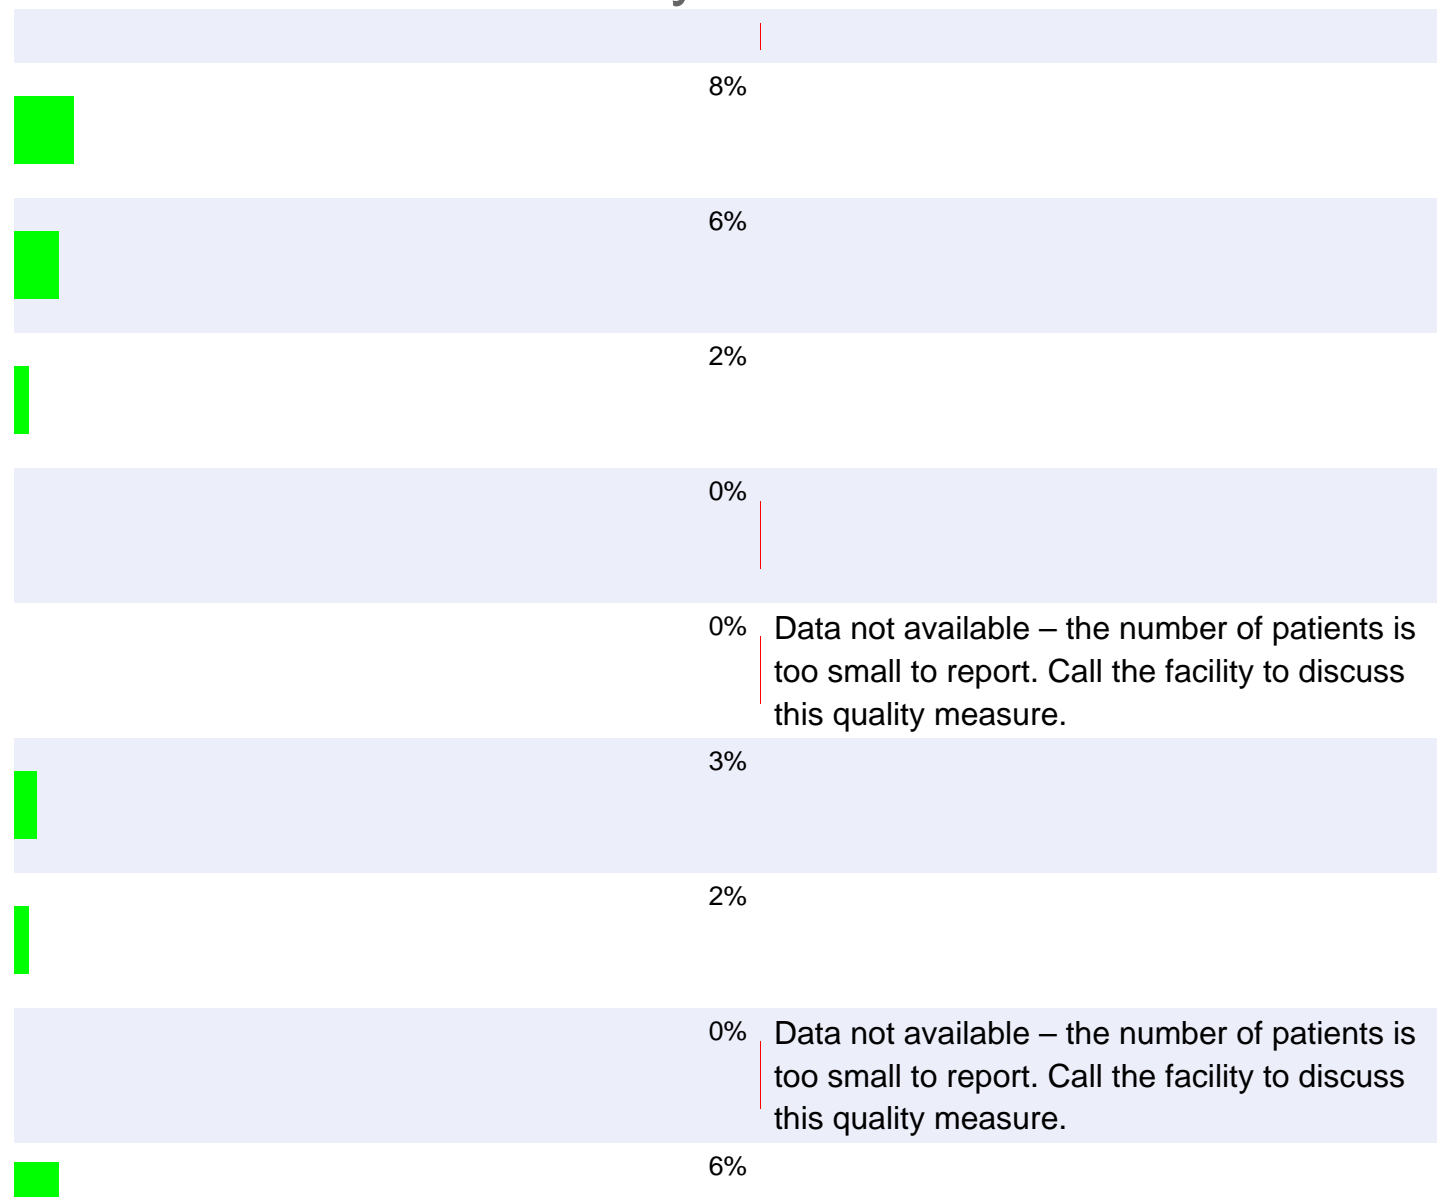 8%
6%
2%
0%
0% Data not available – the number of patients is
too small to report. Call the facility to discuss
this quality measure.
3%
2%
0% Data not available – the number of patients is
too small to report. Call the facility to discuss
this quality measure.
6%